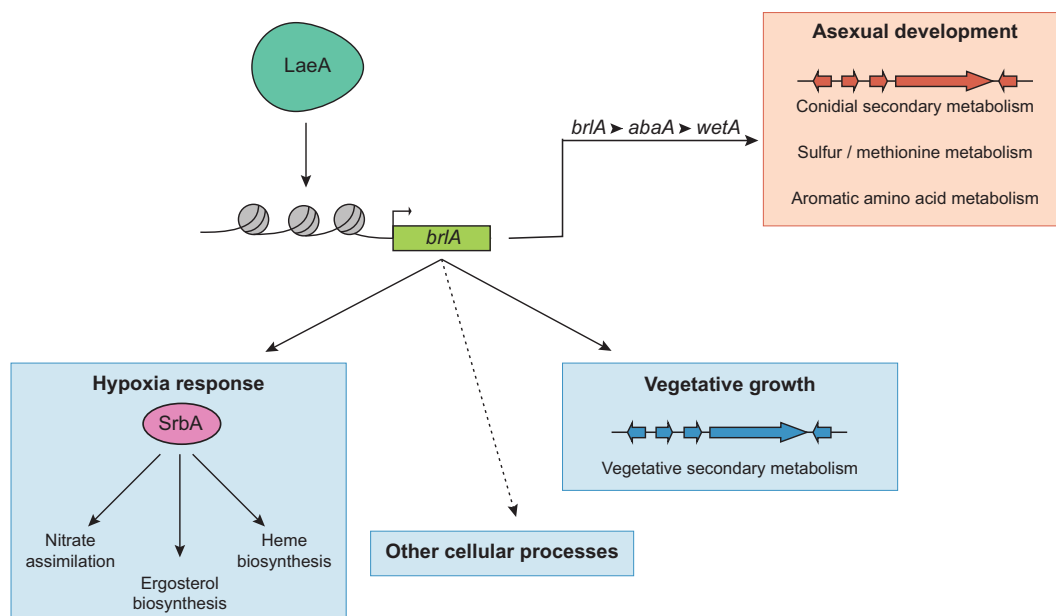 LaeA
brlA
brlA ➤ abaA ➤ wetA
Asexual development
Conidial secondary metabolism
Sulfur / methionine metabolism
Aromatic amino acid metabolism
Hypoxia response
SrbA
Nitrate
assimilation
Ergosterol
biosynthesis
Heme
biosynthesis
Other cellular processes
Vegetative growth
Vegetative secondary metabolism